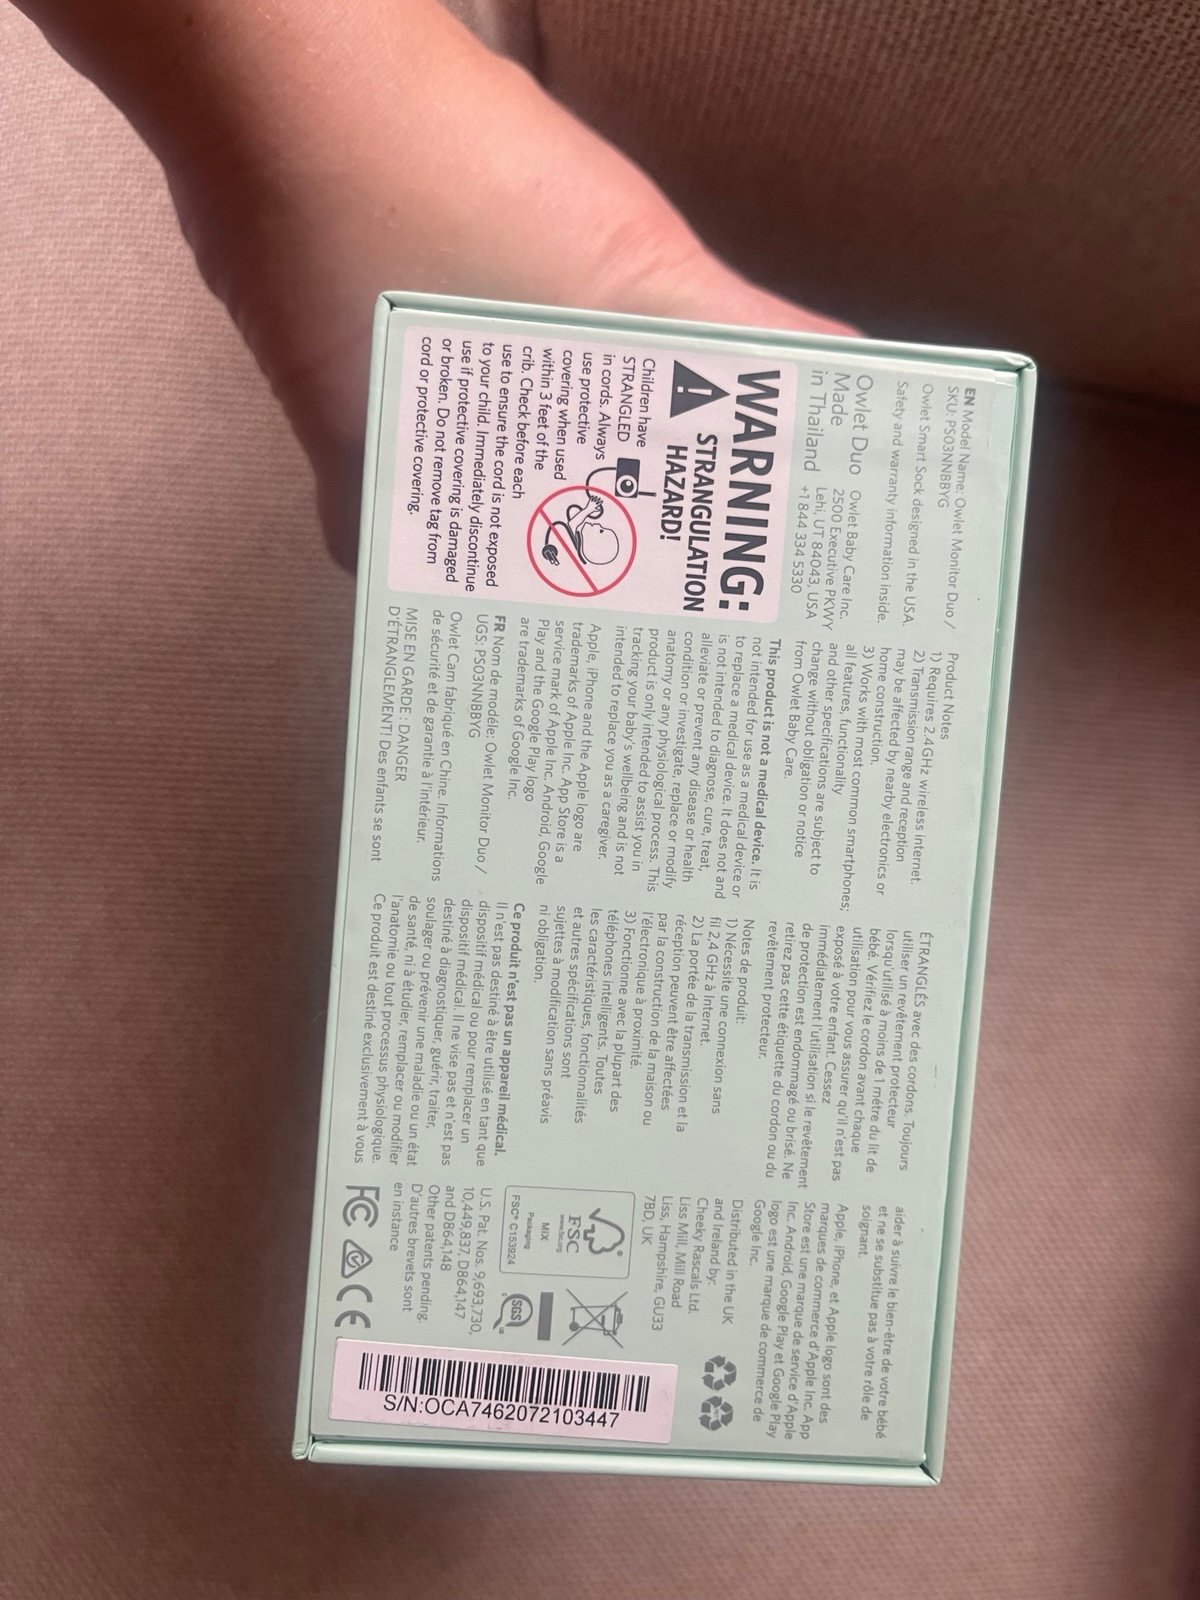 EN Model Name: Owlet Monitor Duo /
SKU: PS03NNBBYG
Owlet Smart Sock designed in the USA.
Safety and warranty information inside.
Owlet Duo
Made
in Thailand
Owlet Baby Care Inc.
2500 Executive PKWY
Lehi, UT 84043, USA
+1 844 334 5330
WARNING:
STRANGULATION
HAZARD!
Children have
STRANGLED
in cords. Always
use protective
covering when used
within 3 feet of the
crib. Check before each
use to ensure the cord is not exposed
to your child. Immediately discontinue
use if protective covering is damaged
or broken. Do not remove tag from
cord or protective covering.
Product Notes
1) Requires 2.4GHz wireless internet.
2) Transmission range and reception
may be affected by nearby electronics or
home construction.
3) Works with most common smartphones;
all features, functionality
and other specifications are subject to
change without obligation or notice
from Owlet Baby Care.
This product is not a medical device. It is
not intended for use as a medical device or
to replace a medical device. It does not and
is not intended to diagnose, cure, treat,
alleviate or prevent any disease or health
condition or investigate, replace or modify
anatomy or any physiological process. This
product is only intended to assist you in
tracking your baby's wellbeing and is not
intended to replace you as a caregiver.
Apple, iPhone and the Apple logo are
trademarks of Apple Inc. App Store is a
service mark of Apple Inc. Android, Google
Play and the Google Play logo
are trademarks of Google Inc.
FR Nom de modéle: Owlet Monitor Duo /
UGS: PS03NNBBYG
Owlet Cam fabriqué en Chine. Informations
de sécurité et de garantie à l'intérieur.
MISE EN GARDE : DANGER
D'ÉTRANGLEMENT! Des enfants se sont
ÉTRANGLÉS avec des cordons. Toujours
utiliser un revêtement protecteur
lorsqu'utilisé à moins de 1 mètre du lit de
bébé. Vérifiez le cordon avant chaque
utilisation pour vous assurer qu'il n'est pas
exposé à votre enfant. Cessez
immédiatement l'utilisation si le revêtement
de protection est endommagé ou brisé. Ne
retirez pas cette étiquette du cordon ou du
revêtement protecteur.
Notes de produit:
1) Nécessite une connexion sans
fil 2,4 GHz à Internet.
2) La portée de la transmission et la
réception peuvent être affectées
par la construction de la maison ou
l'électronique à proximité.
3) Fonctionne avec la plupart des
téléphones intelligents. Toutes
les caractéristiques, fonctionnalités
et autres spécifications sont
sujettes à modification sans préavis
ni obligation.
Ce produit n'est pas un appareil médical.
Il n'est pas destiné à être utilisé en tant que
dispositif médical ou pour remplacer un
dispositif médical. Il ne vise pas et n'est pas
destiné à diagnostiquer, guérir, traiter,
soulager ou prévenir une maladie ou un état
de santé, ni à étudier, remplacer ou modifier
l'anatomie ou tout processus physiologique.
Ce produit est destiné exclusivement à vous
aider à suivre le bien-être de votre bébé
et ne se substitue pas à votre rôle de
soignant.
Apple, iPhone, et Apple logo sont des
marques de commerce d'Apple Inc. App
Store est une marque de service d'Apple
Inc. Android, Google Play et Google Play
logo est une marque de commerce de
Google Inc.
Distributed in the UK
and Ireland by:
Cheeky Rascals Ltd.
Liss Mill, Mill Road
Liss, Hampshire, GU33
7BD, UK
FSC
www.fsc.org
MIX
Packaging
FSC® C153924
SGS
U.S. Pat. Nos. 9,693,730,
10,449,837, D864,147
and D864,148
Other patents pending.
D'autres brevets sont
en instance
FC CE
S/N:OCA7462072103447